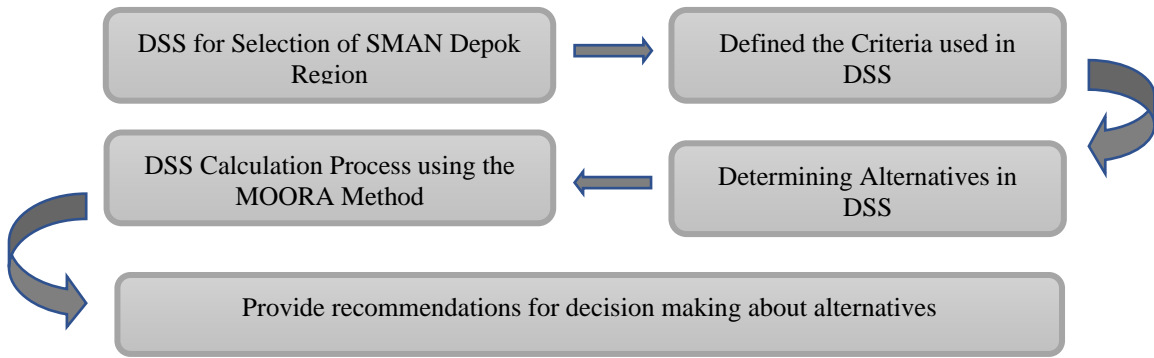 DSS for Selection of SMAN Depok
Region
Defined the Criteria used in
DSS
Determining Alternatives in
DSS
DSS Calculation Process using the
MOORA Method
Provide recommendations for decision making about alternatives